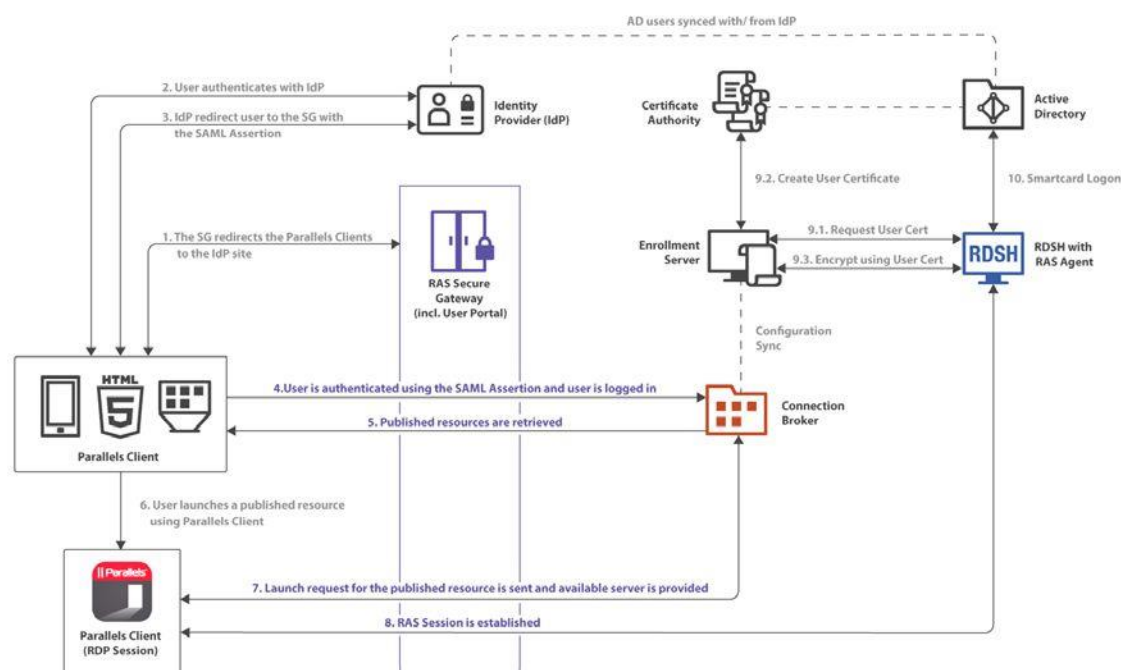 AD users synced with/ from IdP
2. User authenticates with IdP
3. IdP redirect user to the SG with
the SAML Assertion
Identity
Provider (IdP)
Certificate
Authority
Active
Directory
9.2. Create User Certificate
10. Smartcard Logon
1. The SG redirects the Parallels Clients
to the IdP site
RAS Secure
Gateway
(incl. User Portal)
Enrollment
Server
9.1. Request User Cert
9.3. Encrypt using User Cert
RDSH
RDSH with
RAS Agent
Configuration
Sync
HTML
5
Parallels Client
4.User is authenticated using the SAML Assertion and user is logged in
5. Published resources are retrieved
Connection
Broker
6. User launches a published resource
using Parallels Client
|| Parallels®
Parallels Client
(RDP Session)
7. Launch request for the published resource is sent and available server is provided
8. RAS Session is established